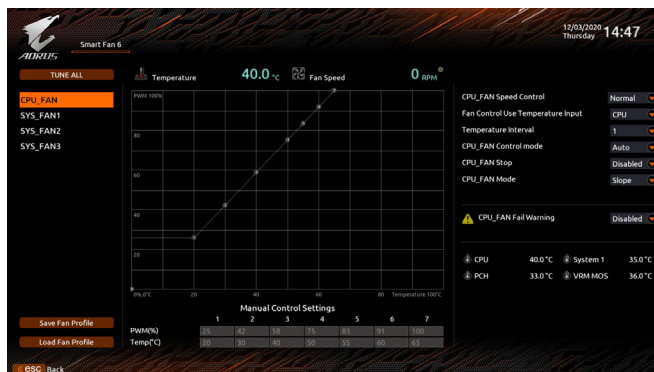 12/03/2020 14:47
Thursday
Smart Fan 6
AORUS
TUNE ALL
Temperature 40.0 °C Fan Speed 0 RPM
CPU_FAN
SYS_FAN1
SYS_FAN2
SYS_FAN3
PWM 100%
80
60
40
20
0%,0°C 20 40 60 80 Temperature 100°C
CPU_FAN Speed Control Normal
Fan Control Use Temperature Input CPU
Temperature Interval 1
CPU_FAN Control mode Auto
CPU_FAN Stop Disabled
CPU_FAN Mode Slope
CPU_FAN Fail Warning Disabled
CPU 40.0°C System 1 35.0°C
PCH 33.0°C VRM MOS 36.0°C
Manual Control Settings
1 2 3 4 5 6 7
PWM(%) 25 42 58 75 83 91 100
Temp(°C) 20 30 40 50 55 60 65
Save Fan Profile
Load Fan Profile
esc Back